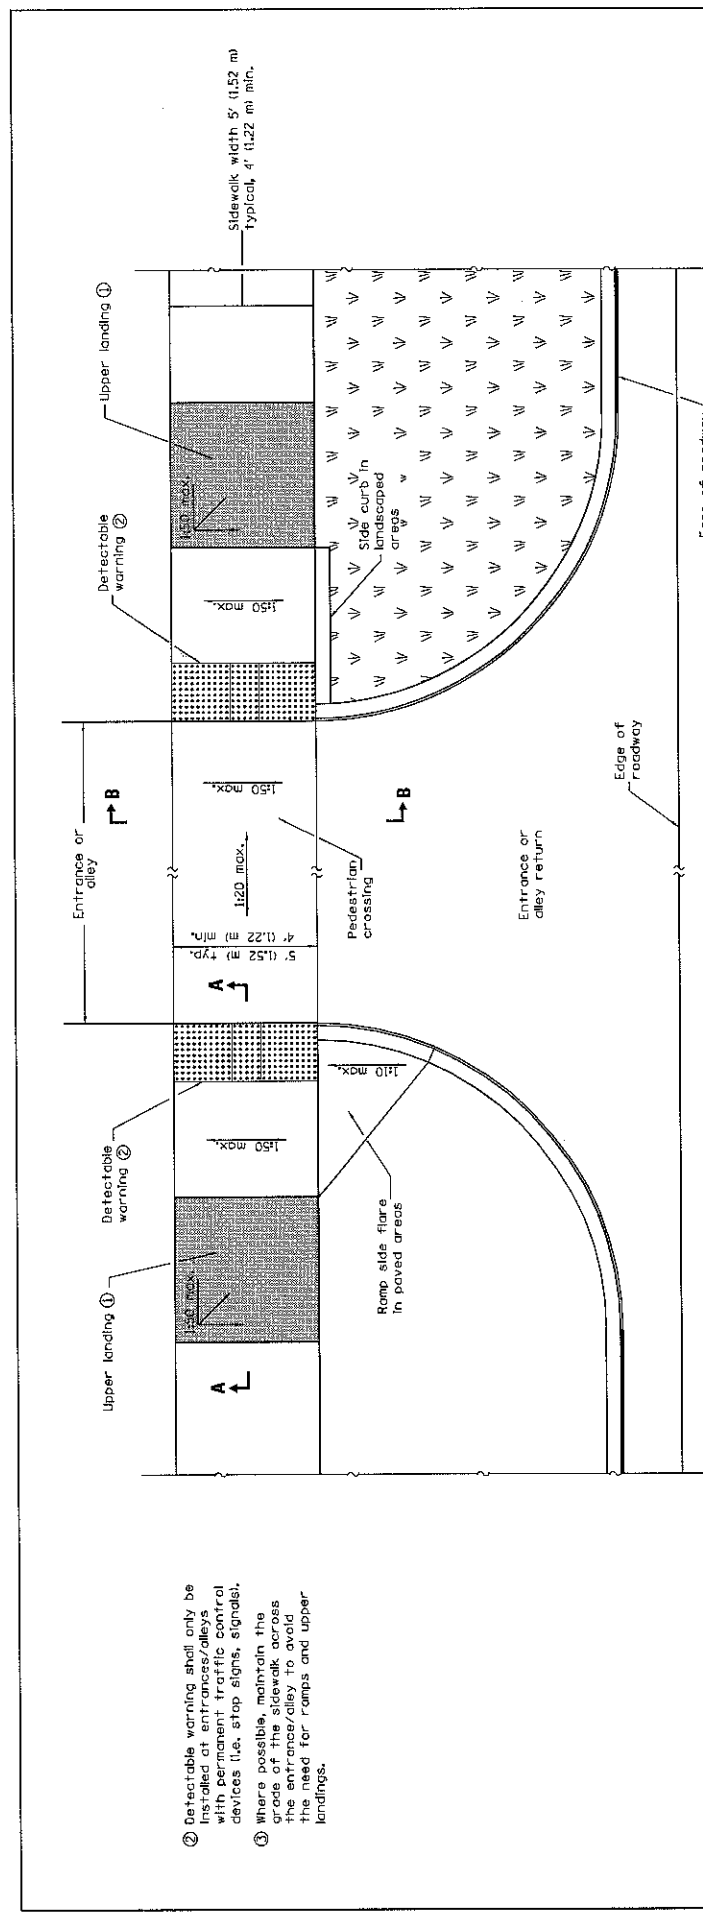 Sidewalk width 5' (1.52 m)
typical, 4' (1.22 m) min.
Upper landing ①
Detectable
warning ②
1:50 max.
1:50 max.
Side curb in
landscaped
areas
Entrance or
alley
B
B
1:50 max.
1:20 max.
5' (1.52 m) typ.
4' (1.22 m) min.
Pedestrian
crossing
Edge of
roadway
Entrance or
alley return
A
A
Detectable
warning ②
Upper landing ①
1:50 max.
1:50 max.
1:10 max.
Ramp side flare
in paved areas
② Detectable warning shall only be
installed at entrances/alleys
with permanent traffic control
devices (i.e. stop signs, signals).
③ Where possible, maintain the
grade of the sidewalk across
the entrance/alley to avoid
the need for ramps and upper
landings.